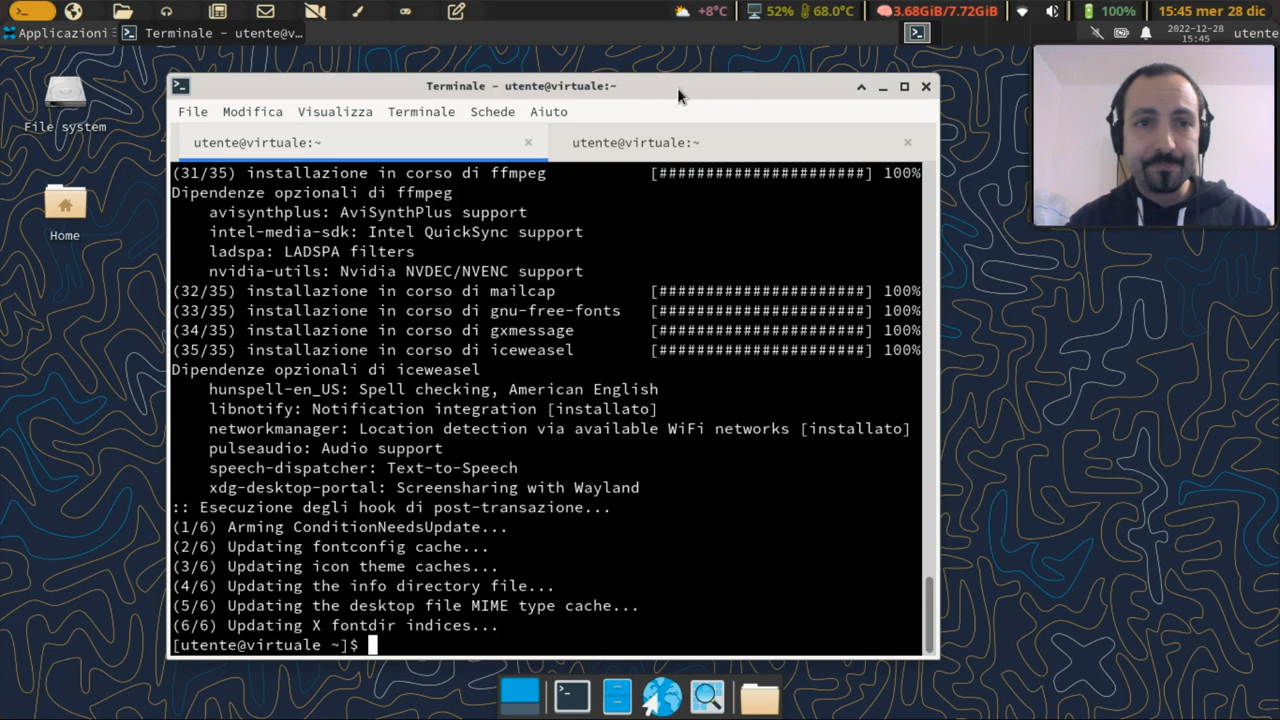 +8°C 52% 68.0°C 3.68GiB/7.72GiB 100% 15:45 mer 28 dic
Applicazioni Terminale - utente@v... 2022-12-28 utente
15:45
File system
Home
Terminale - utente@virtuale:~
File Modifica Visualizza Terminale Schede Aiuto
utente@virtuale:~ utente@virtuale:~
(31/35) installazione in corso di ffmpeg [######################] 100%
Dipendenze opzionali di ffmpeg
avisynthplus: AviSynthPlus support
intel-media-sdk: Intel QuickSync support
ladspa: LADSPA filters
nvidia-utils: Nvidia NVDEC/NVENC support
(32/35) installazione in corso di mailcap [######################] 100%
(33/35) installazione in corso di gnu-free-fonts [######################] 100%
(34/35) installazione in corso di gxmessage [######################] 100%
(35/35) installazione in corso di iceweasel [######################] 100%
Dipendenze opzionali di iceweasel
hunspell-en_US: Spell checking, American English
libnotify: Notification integration [installato]
networkmanager: Location detection via available WiFi networks [installato]
pulseaudio: Audio support
speech-dispatcher: Text-to-Speech
xdg-desktop-portal: Screensharing with Wayland
:: Esecuzione degli hook di post-transazione...
(1/6) Arming ConditionNeedsUpdate...
(2/6) Updating fontconfig cache...
(3/6) Updating icon theme caches...
(4/6) Updating the info directory file...
(5/6) Updating the desktop file MIME type cache...
(6/6) Updating X fontdir indices...
[utente@virtuale ~]$